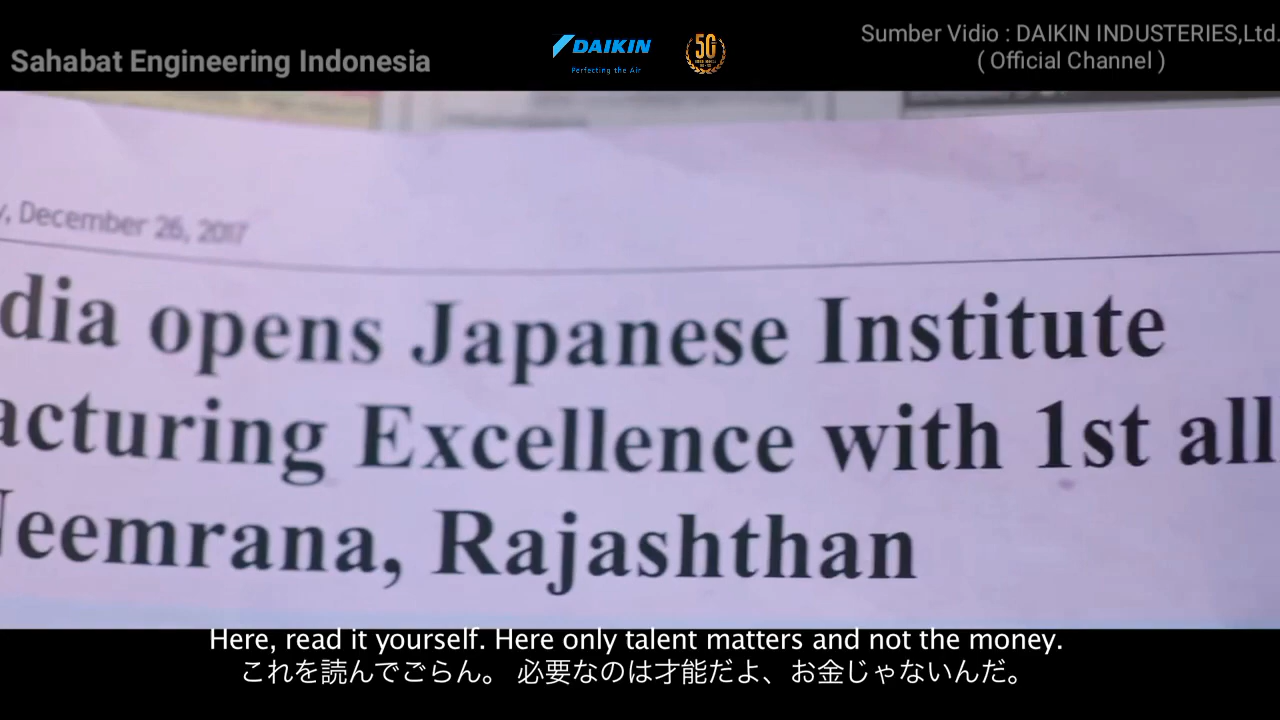 Sahabat Engineering Indonesia
DAIKIN
Perfecting the Air
50
Sumber Vidio : DAIKIN INDUSTERIES,Ltd.
( Official Channel )
December 26, 2017
dia opens Japanese Institute
acturing Excellence with 1st all
Neemrana, Rajashthan
Here, read it yourself. Here only talent matters and not the money.
これを読んでごらん。 必要なのは才能だよ、お金じゃないんだ。